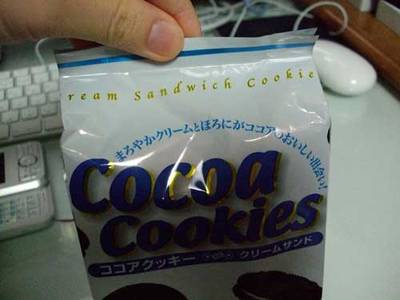 ream Sandwich Cookie
まろやかクリームとほろにがココアのおいしい出会い!
Cocoa
Cookies
ココアクッキー クリームサンド